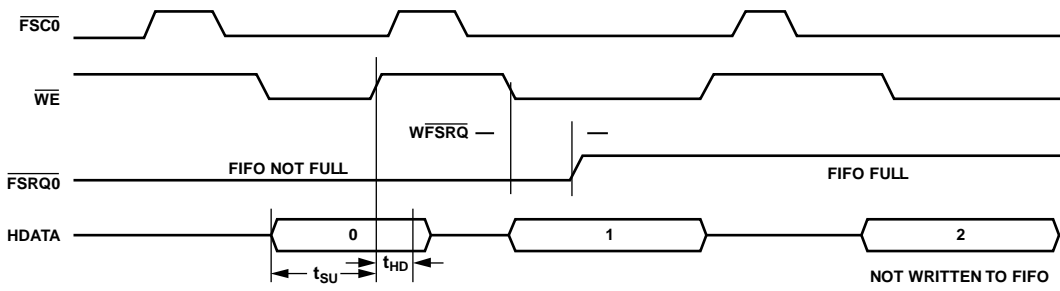 FSC0
WE
WFSRQ
FSRQ0
FIFO NOT FULL
FIFO FULL
HDATA
0
1
2
tSU
tHD
NOT WRITTEN TO FIFO